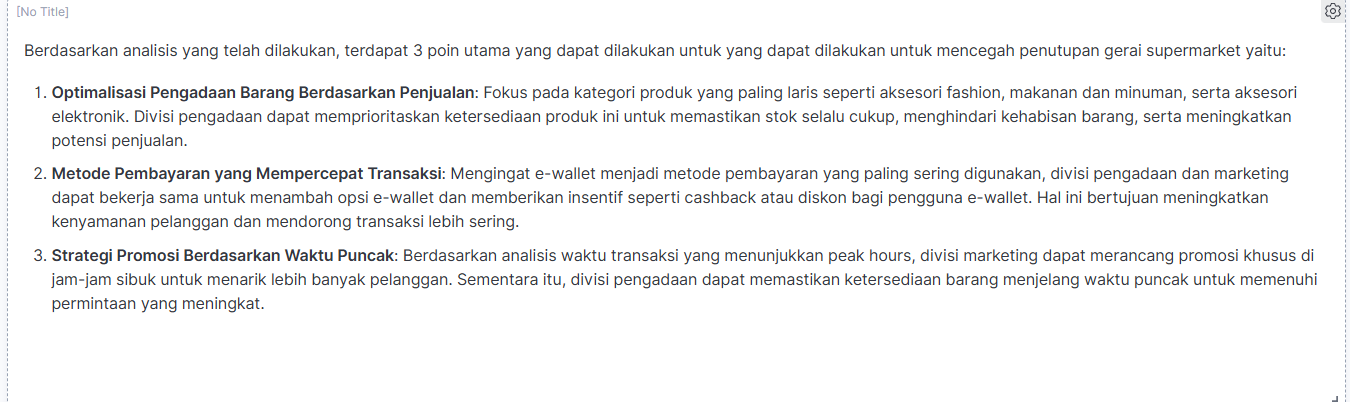 [No Title]
Berdasarkan analisis yang telah dilakukan, terdapat 3 poin utama yang dapat dilakukan untuk yang dapat dilakukan untuk mencegah penutupan gerai supermarket yaitu:
1. Optimalisasi Pengadaan Barang Berdasarkan Penjualan: Fokus pada kategori produk yang paling laris seperti aksesori fashion, makanan dan minuman, serta aksesori
elektronik. Divisi pengadaan dapat memprioritaskan ketersediaan produk ini untuk memastikan stok selalu cukup, menghindari kehabisan barang, serta meningkatkan
potensi penjualan.
2. Metode Pembayaran yang Mempercepat Transaksi: Mengingat e-wallet menjadi metode pembayaran yang paling sering digunakan, divisi pengadaan dan marketing
dapat bekerja sama untuk menambah opsi e-wallet dan memberikan insentif seperti cashback atau diskon bagi pengguna e-wallet. Hal ini bertujuan meningkatkan
kenyamanan pelanggan dan mendorong transaksi lebih sering.
3. Strategi Promosi Berdasarkan Waktu Puncak: Berdasarkan analisis waktu transaksi yang menunjukkan peak hours, divisi marketing dapat merancang promosi khusus di
jam-jam sibuk untuk menarik lebih banyak pelanggan. Sementara itu, divisi pengadaan dapat memastikan ketersediaan barang menjelang waktu puncak untuk memenuhi
permintaan yang meningkat.